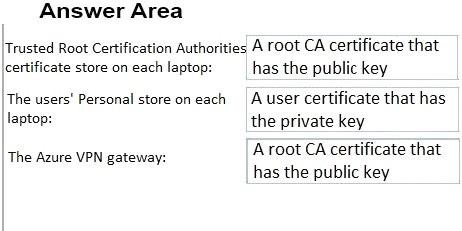 Answer Area
Trusted Root Certification Authorities
certificate store on each laptop:
A root CA certificate that
has the public key
The users' Personal store on each
laptop:
A user certificate that has
the private key
The Azure VPN gateway:
A root CA certificate that
has the public key